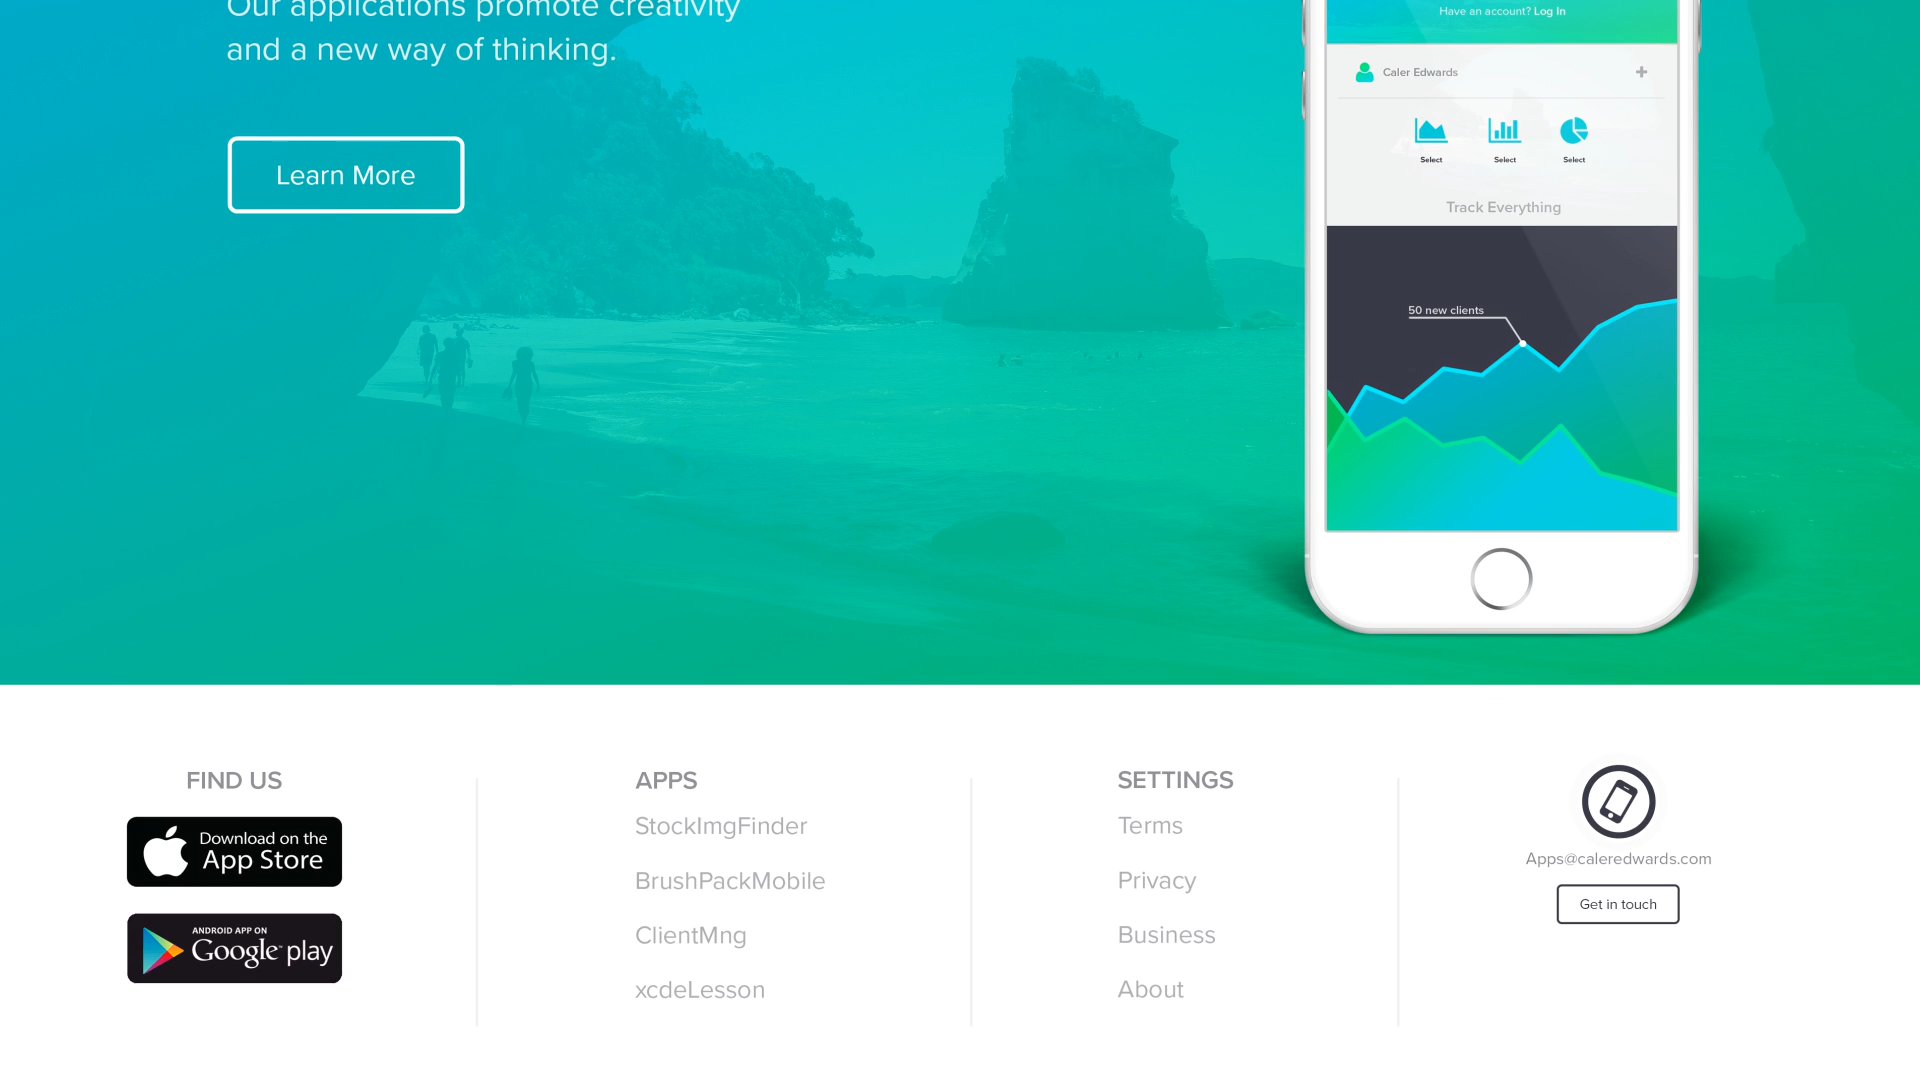 Our applications promote creativity
and a new way of thinking.
Learn More
Have an account? Log In
Caler Edwards
Select
Select
Select
Track Everything
50 new clients
FIND US
Download on the
App Store
ANDROID APP ON
Google play
APPS
StockImgFinder
BrushPackMobile
ClientMng
xcdeLesson
SETTINGS
Terms
Privacy
Business
About
Apps@caleredwards.com
Get in touch